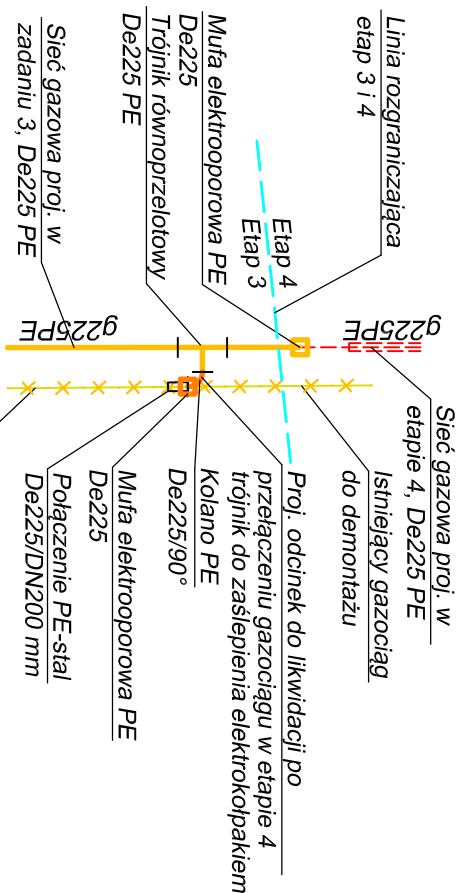 Linia rozgraniczająca
etap 3 i 4
Etap 4
Etap 3
Mufa elektrooporowa PE
De225
Trójnik równoprzelotowy
De225 PE
Sieć gazowa proj. w
zadaniu 3, De225 PE
g225PE
g225PE
Sieć gazowa proj. w
etapie 4, De225 PE
Istniejący gazociąg
do demontażu
Proj. odcinek do likwidacji po
przełączeniu gazociągu w etapie 4
trójnik do zaślepienia elektrokołpakiem
Kolano PE
De225/90°
Mufa elektrooporowa PE
De225
Połączenie PE-stal
De225/DN200 mm